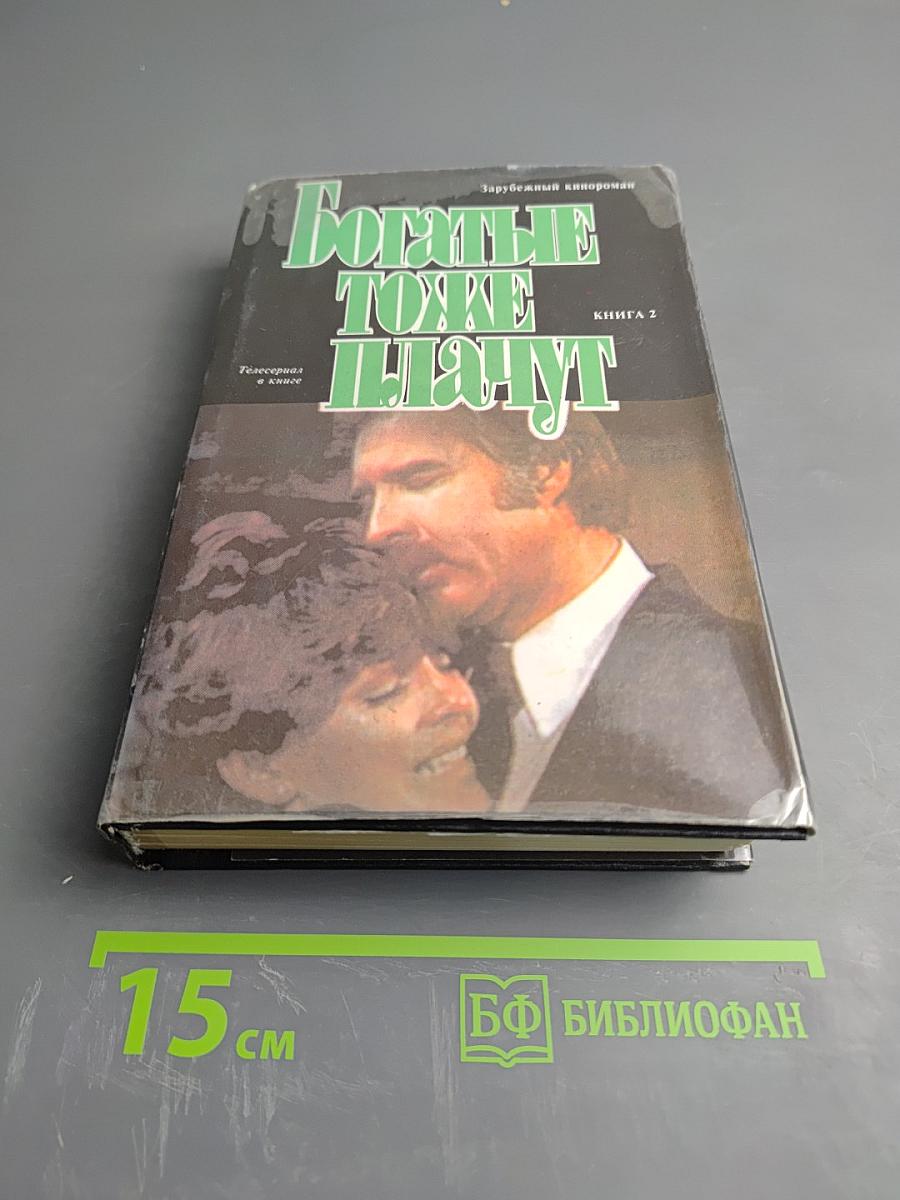 Зарубежный кинороман
Богатые
тоже
плачут
КНИГА 2
Телесериал
в книге
15 см
БФ БИБЛИОФАН